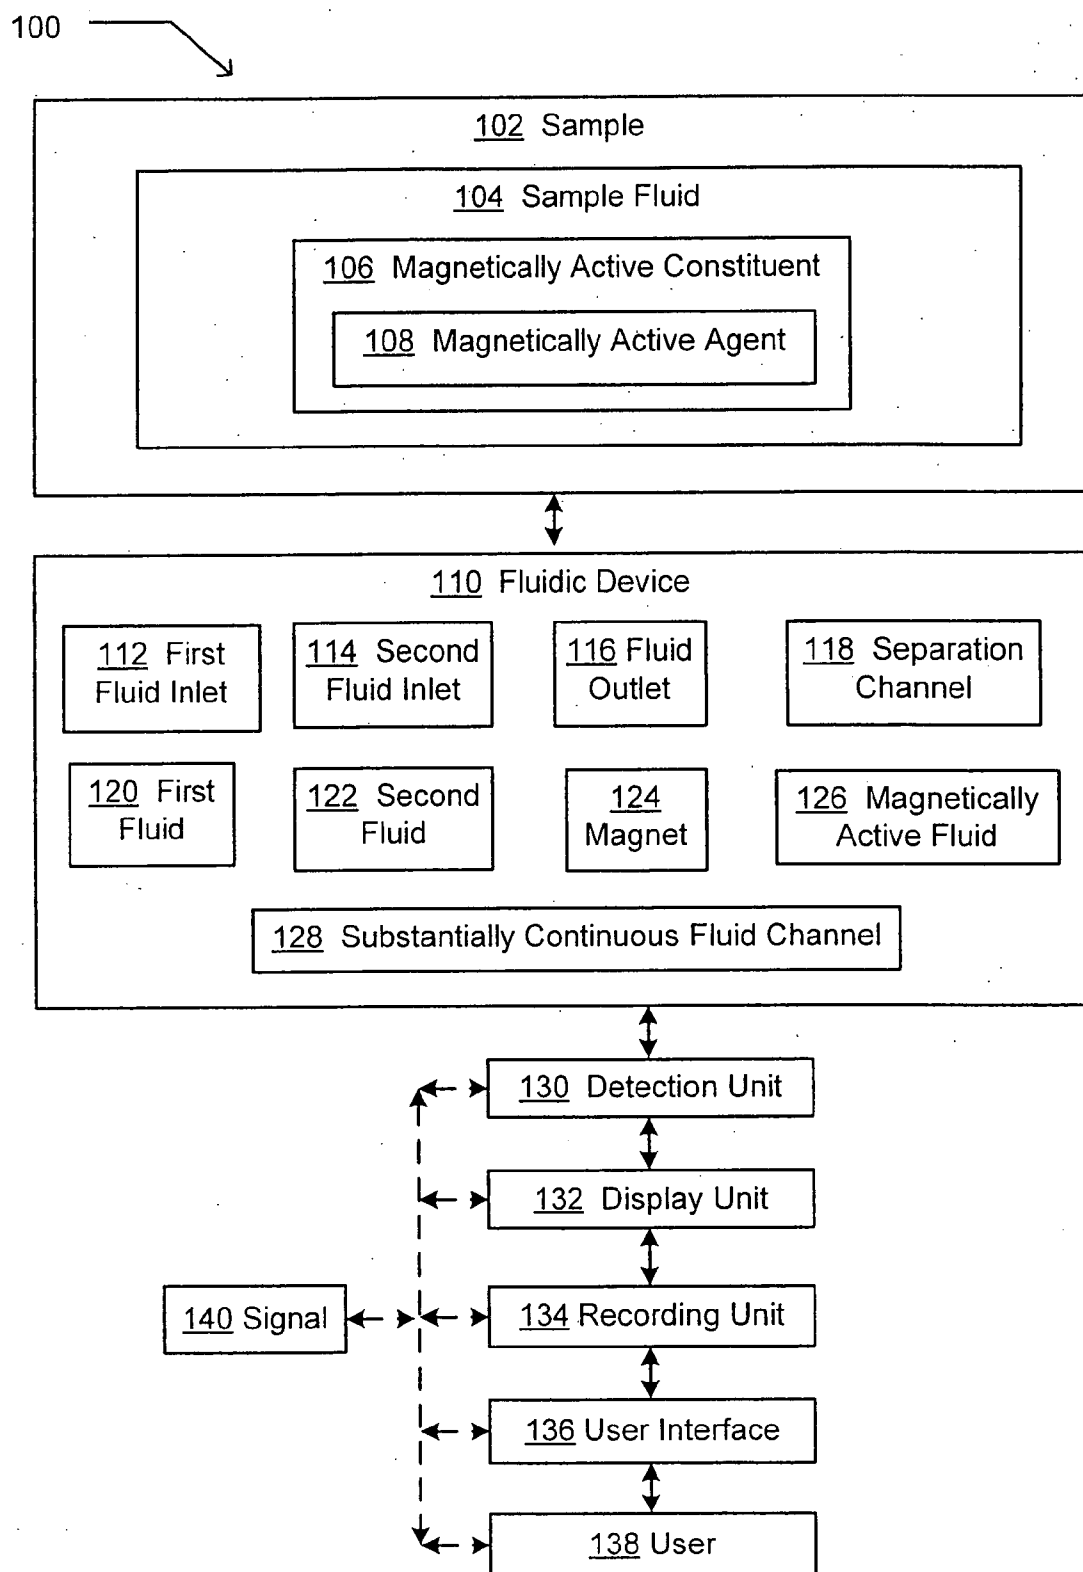 100
102 Sample
104 Sample Fluid
106 Magnetically Active Constituent
108 Magnetically Active Agent
110 Fluidic Device
112 First
Fluid Inlet
114 Second
Fluid Inlet
116 Fluid
Outlet
118 Separation
Channel
120 First
Fluid
122 Second
Fluid
124
Magnet
126 Magnetically
Active Fluid
128 Substantially Continuous Fluid Channel
130 Detection Unit
132 Display Unit
140 Signal
134 Recording Unit
136 User Interface
138 User